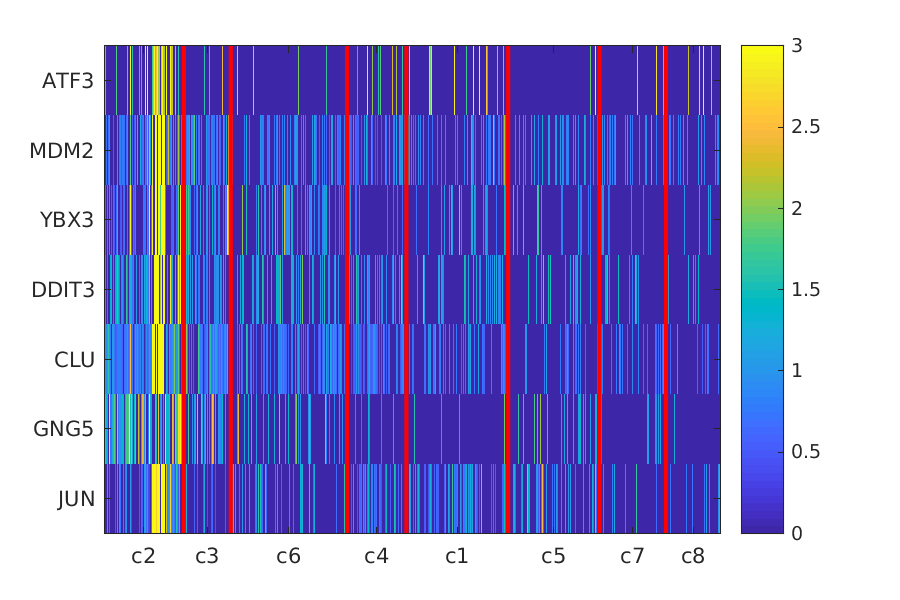 ATF3
MDM2
YBX3
DDIT3
CLU
GNG5
JUN
c2 c3 c6 c4 c1 c5 c7 c8
3
2.5
2
1.5
1
0.5
0